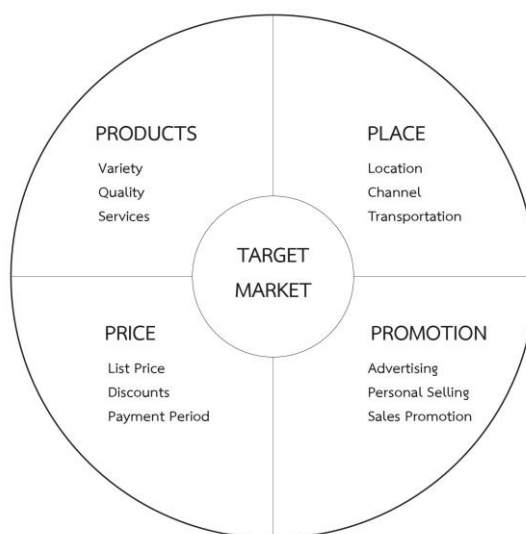 PRODUCTS
Variety
Quality
Services
PLACE
Location
Channel
Transportation
TARGET
MARKET
PRICE
List Price
Discounts
Payment Period
PROMOTION
Advertising
Personal Selling
Sales Promotion